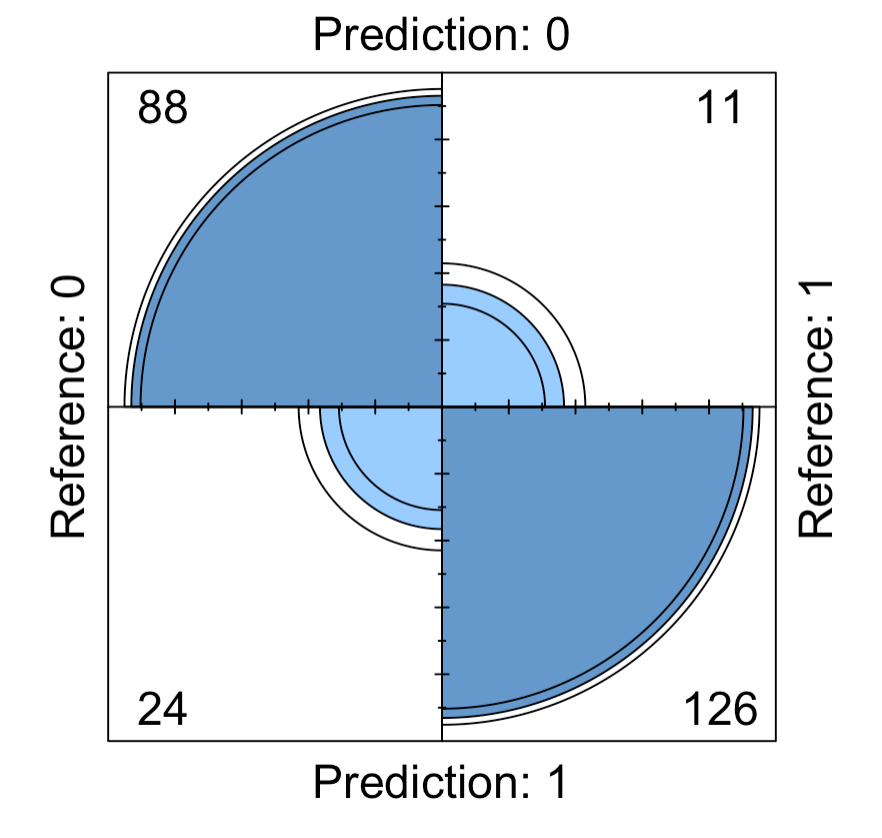 Prediction: 0
88
11
Reference: 0
Reference: 1
24
126
Prediction: 1